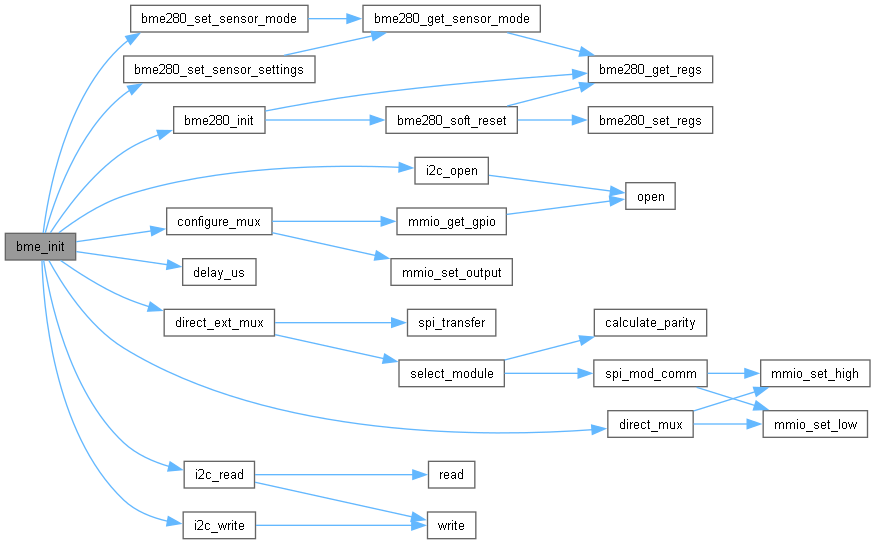 bme280_set_sensor_mode
bme280_get_sensor_mode
bme280_set_sensor_settings
bme280_get_regs
bme280_init
bme280_soft_reset
bme280_set_regs
i2c_open
open
configure_mux
mmio_get_gpio
bme_init
delay_us
mmio_set_output
direct_ext_mux
spi_transfer
calculate_parity
select_module
spi_mod_comm
mmio_set_high
direct_mux
mmio_set_low
i2c_read
read
i2c_write
write